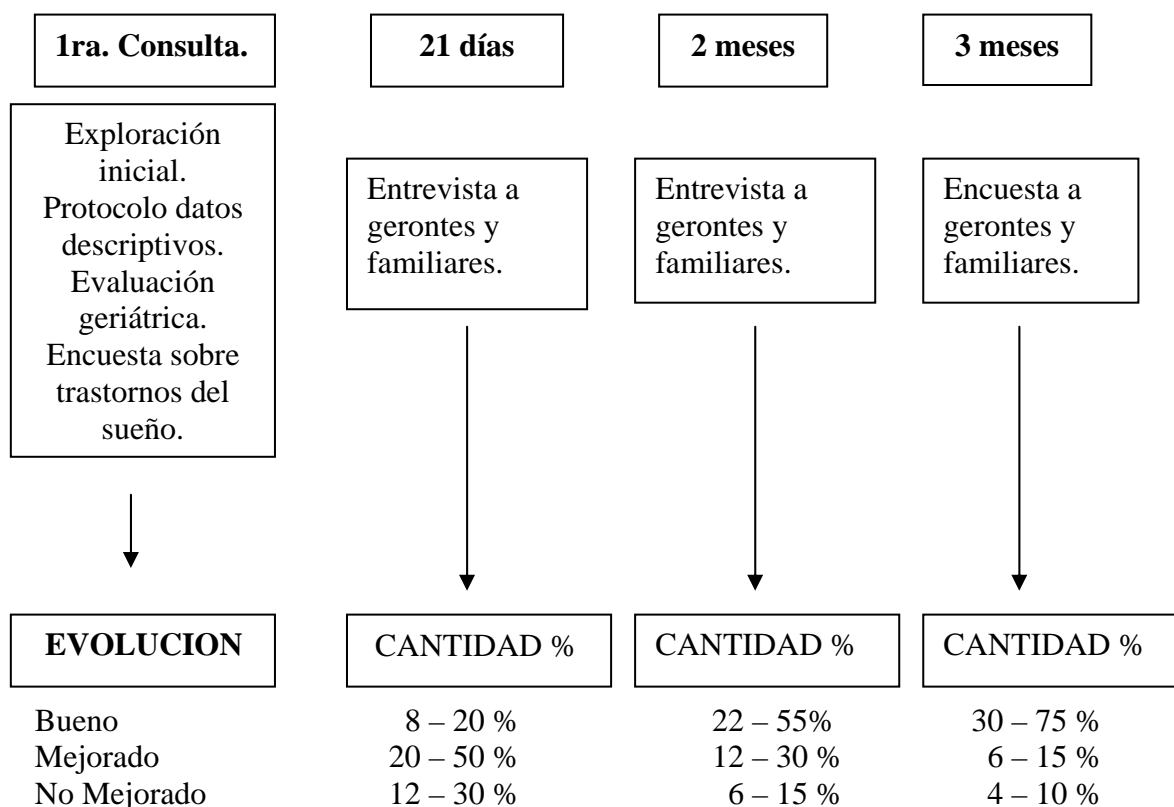 1ra. Consulta.
21 días
2 meses
3 meses
Exploración
inicial.
Protocolo datos
descriptivos.
Evaluación
geriátrica.
Encuesta sobre
trastornos del
sueño.
Entrevista a
gerontes y
familiares.
Entrevista a
gerontes y
familiares.
Encuesta a
gerontes y
familiares.
EVOLUCION
CANTIDAD %
CANTIDAD %
CANTIDAD %
Bueno 8 – 20 % 22 – 55% 30 – 75 %
Mejorado 20 – 50 % 12 – 30 % 6 – 15 %
No Mejorado 12 – 30 % 6 – 15 % 4 – 10 %